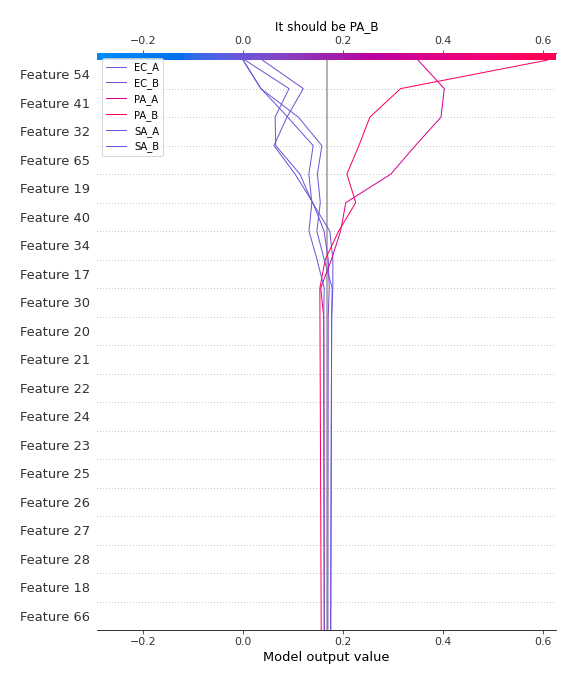 It should be PA_B
−0.2 0.0 0.2 0.4 0.6
EC_A
EC_B
PA_A
PA_B
SA_A
SA_B
Feature 54
Feature 41
Feature 32
Feature 65
Feature 19
Feature 40
Feature 34
Feature 17
Feature 30
Feature 20
Feature 21
Feature 22
Feature 24
Feature 23
Feature 25
Feature 26
Feature 27
Feature 28
Feature 18
Feature 66
−0.2 0.0 0.2 0.4 0.6
Model output value